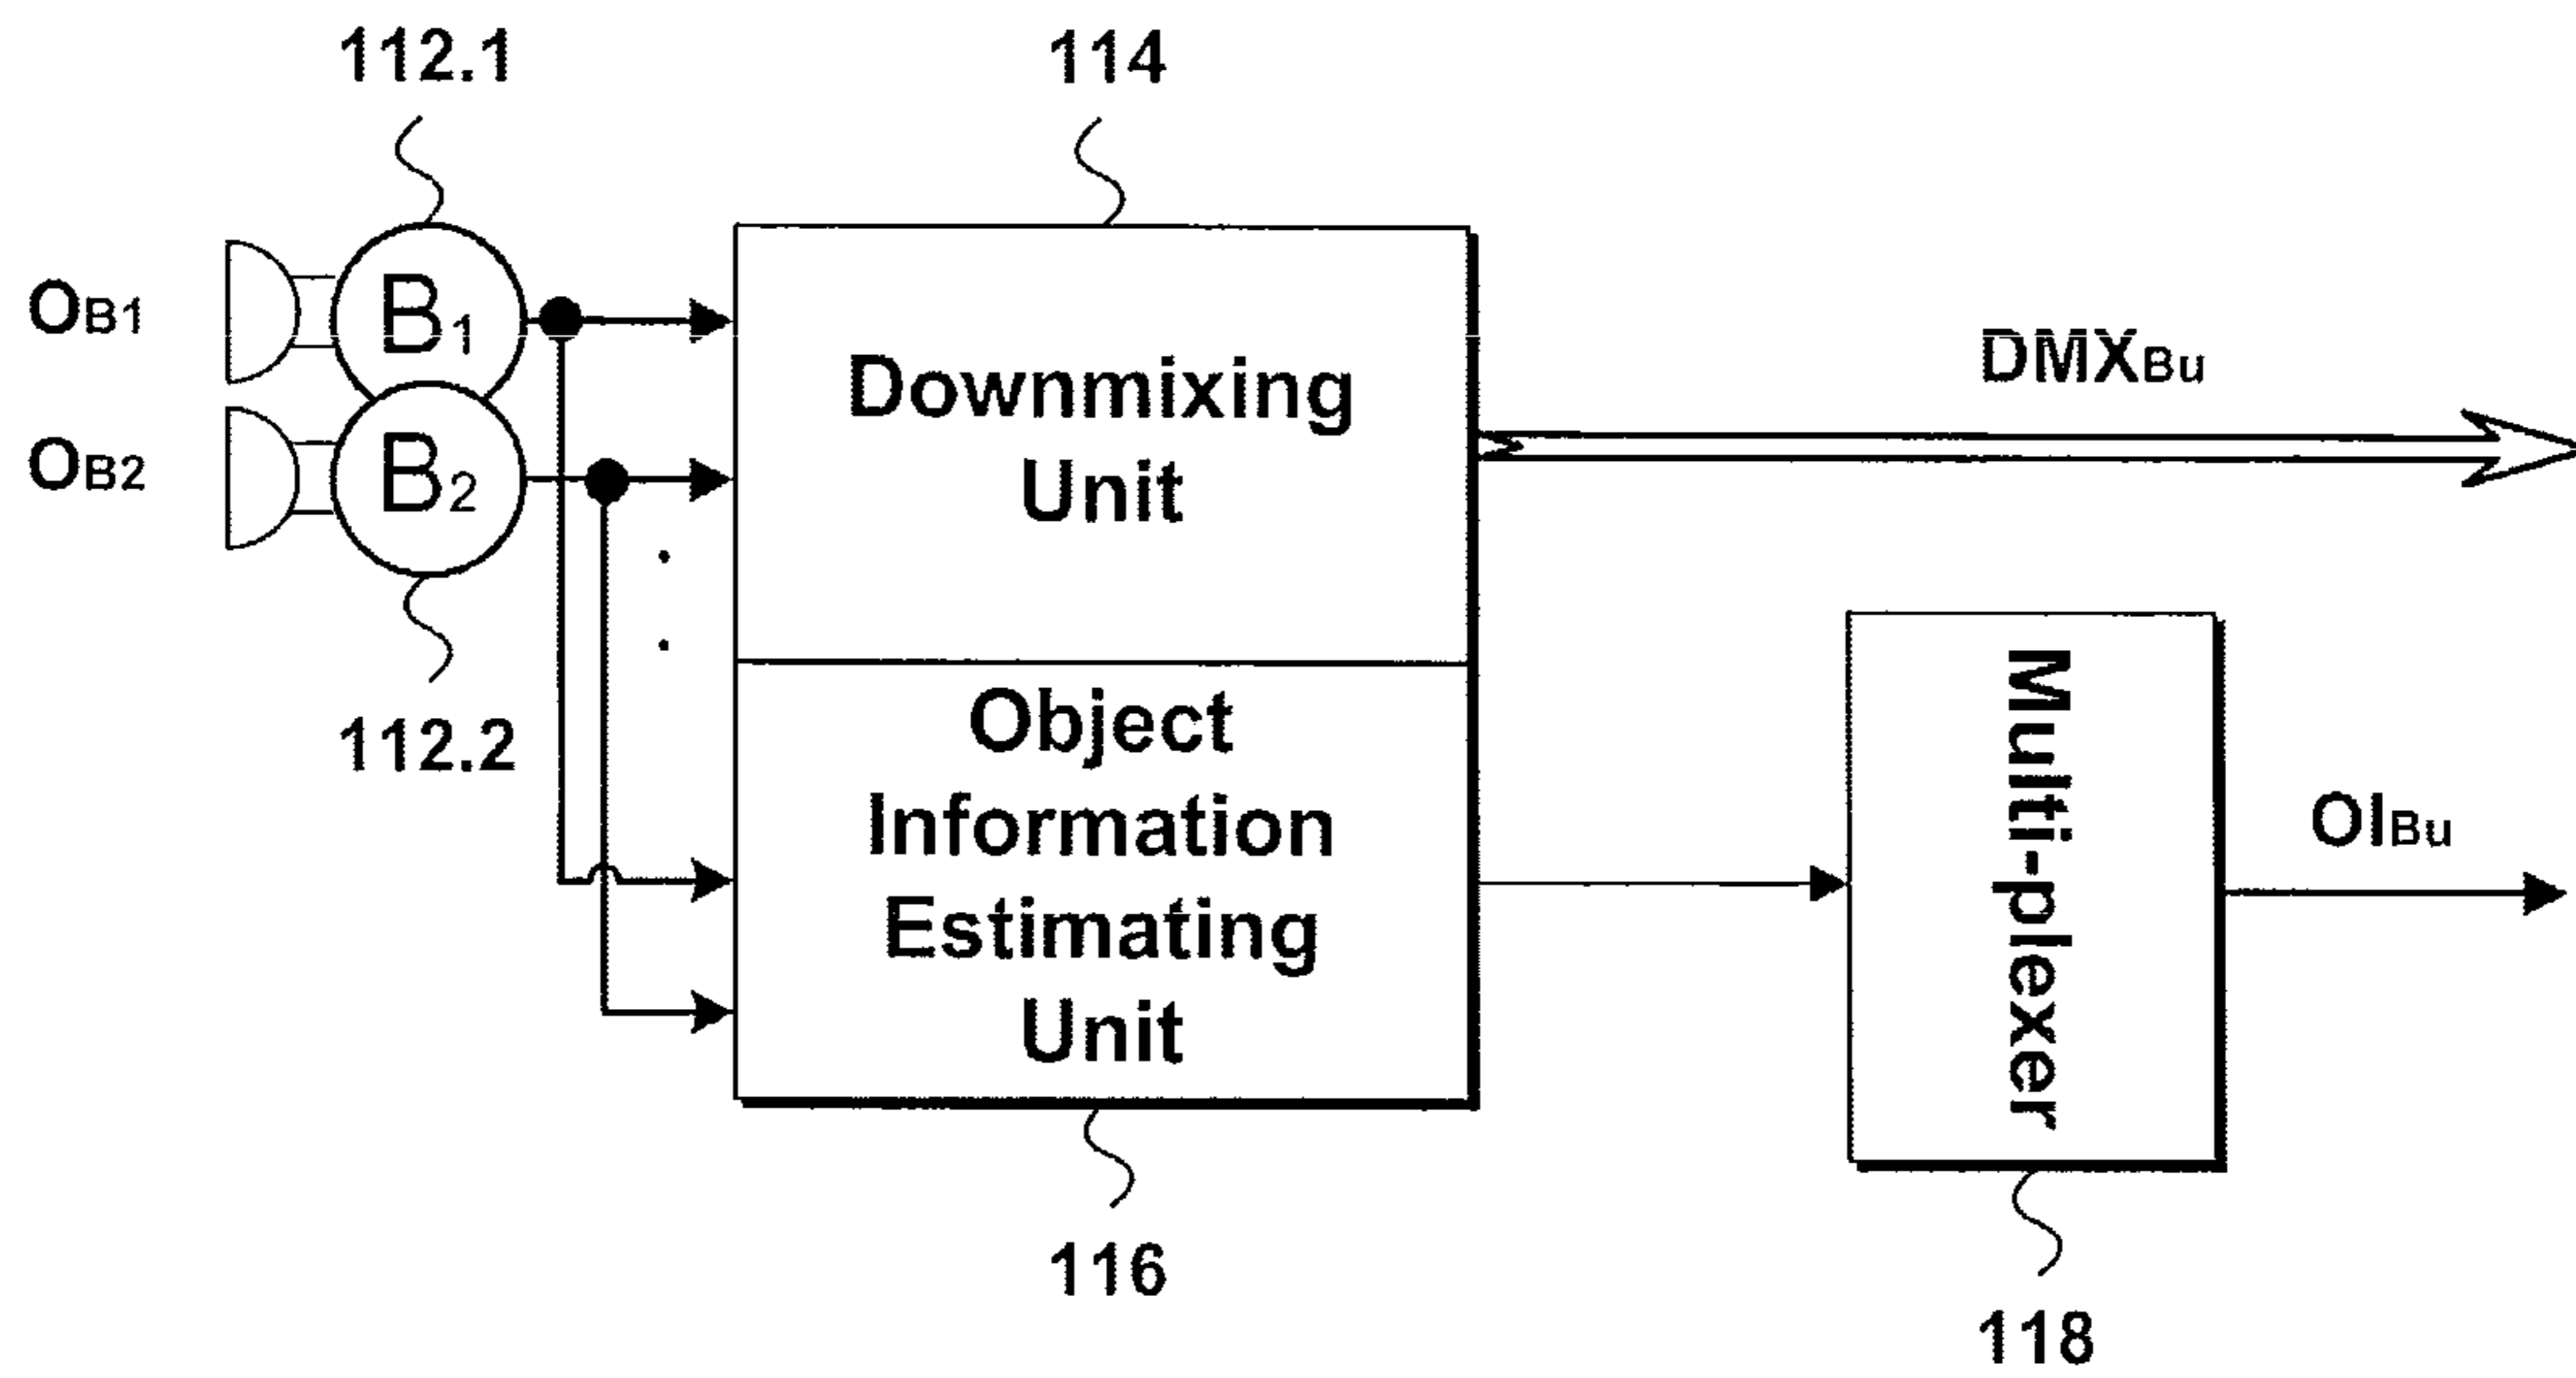 112.1
114
OB1
B1
OB2
B2
112.2
Downmixing
Unit
DMXBu
Object
Information
Estimating
Unit
Multi-plexer
OIBu
116
118